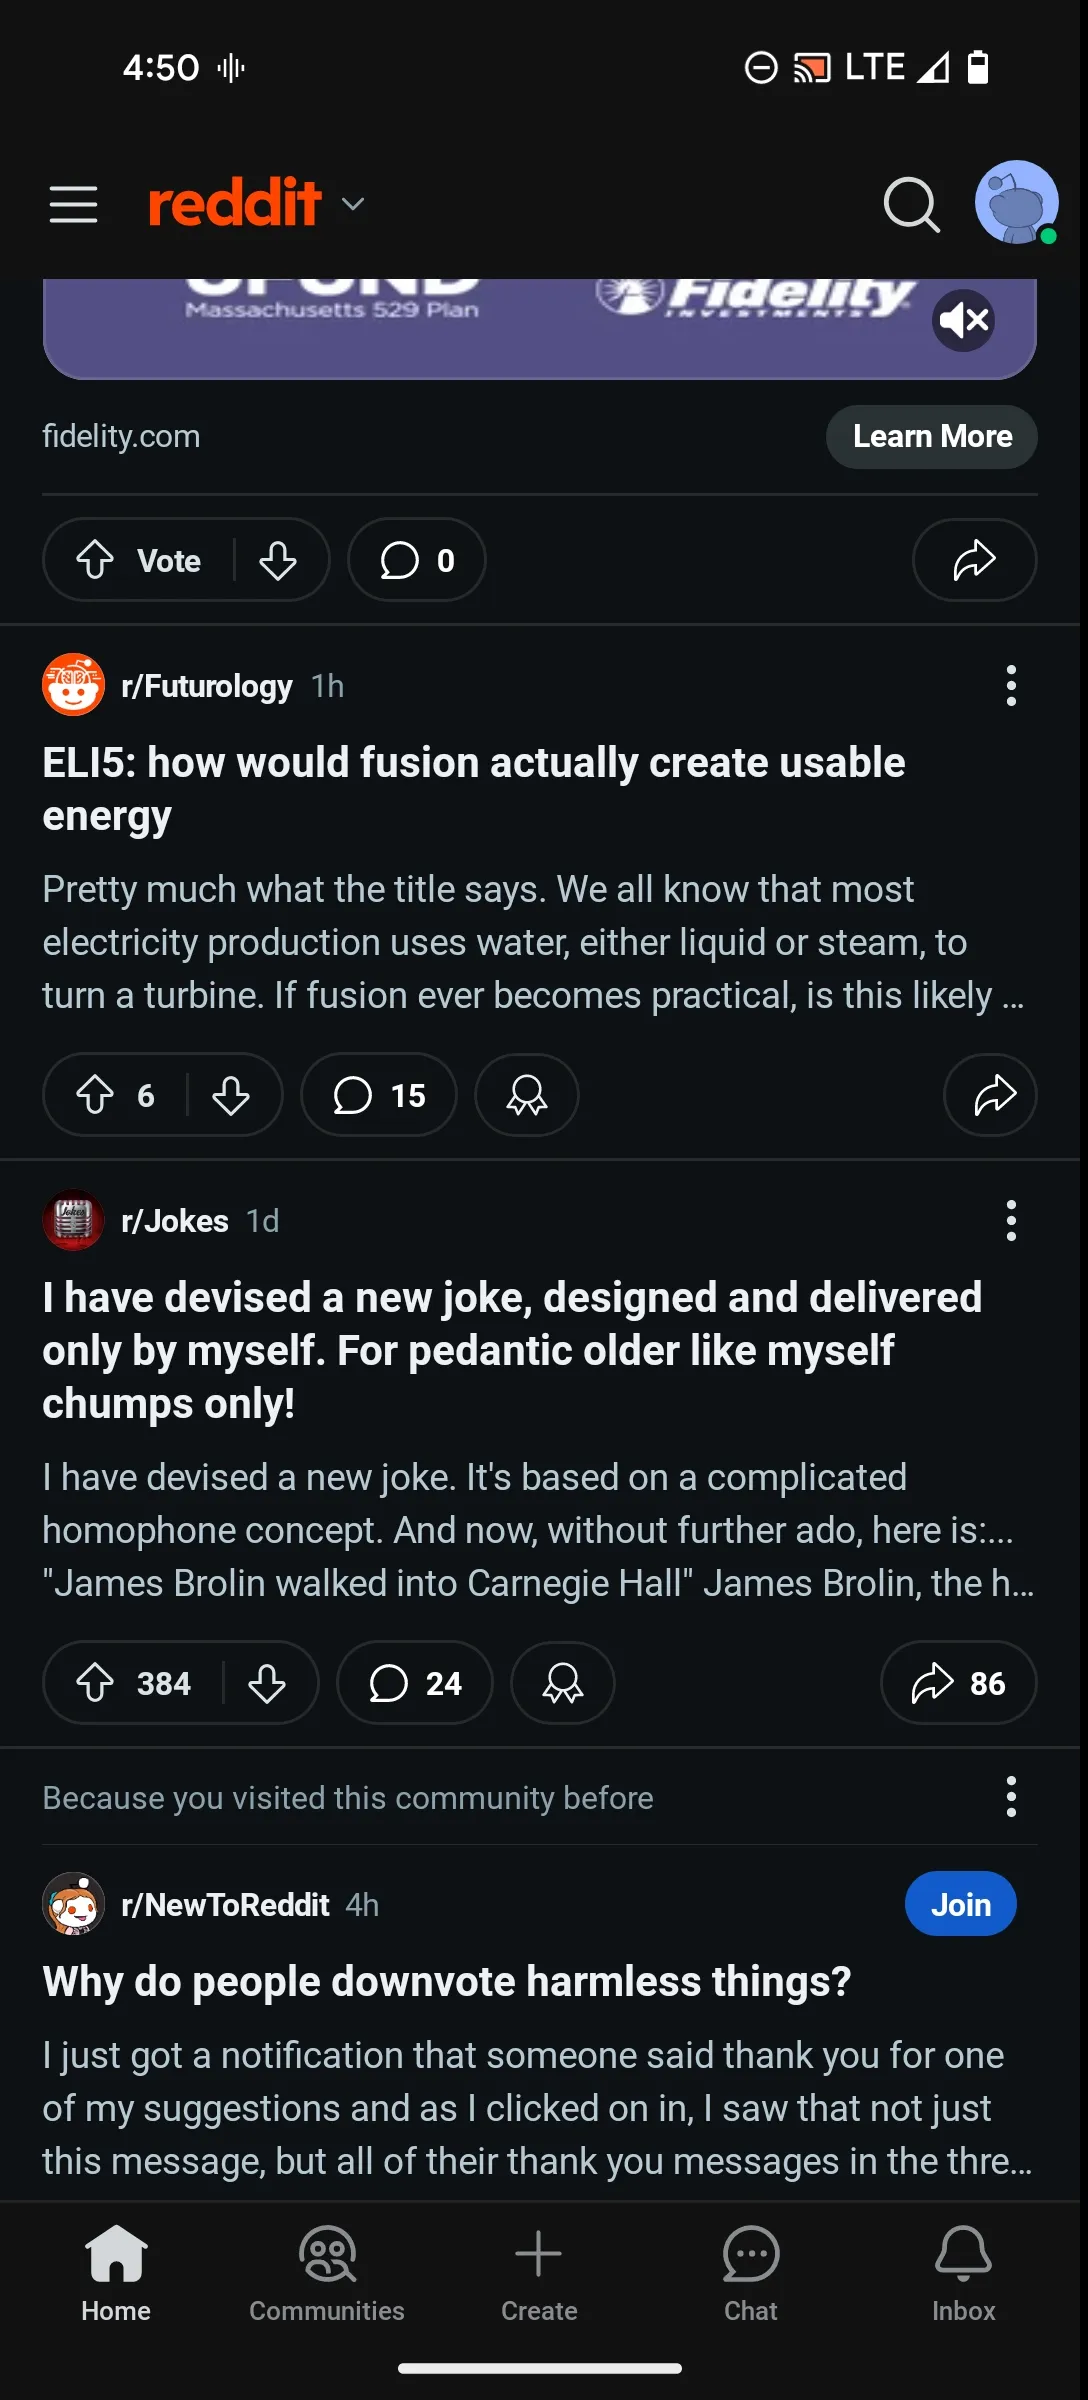 4:50
LTE
reddit
Massachusetts 529 Plan
Fidelity
INVESTMENTS
fidelity.com
Learn More
Vote
0
r/Futurology 1h
ELI5: how would fusion actually create usable
energy
Pretty much what the title says. We all know that most
electricity production uses water, either liquid or steam, to
turn a turbine. If fusion ever becomes practical, is this likely ...
6
15
r/Jokes 1d
I have devised a new joke, designed and delivered
only by myself. For pedantic older like myself
chumps only!
I have devised a new joke. It's based on a complicated
homophone concept. And now, without further ado, here is:...
"James Brolin walked into Carnegie Hall" James Brolin, the h...
384
24
86
Because you visited this community before
r/NewToReddit 4h
Join
Why do people downvote harmless things?
I just got a notification that someone said thank you for one
of my suggestions and as I clicked on in, I saw that not just
this message, but all of their thank you messages in the thre...
Home
Communities
Create
Chat
Inbox